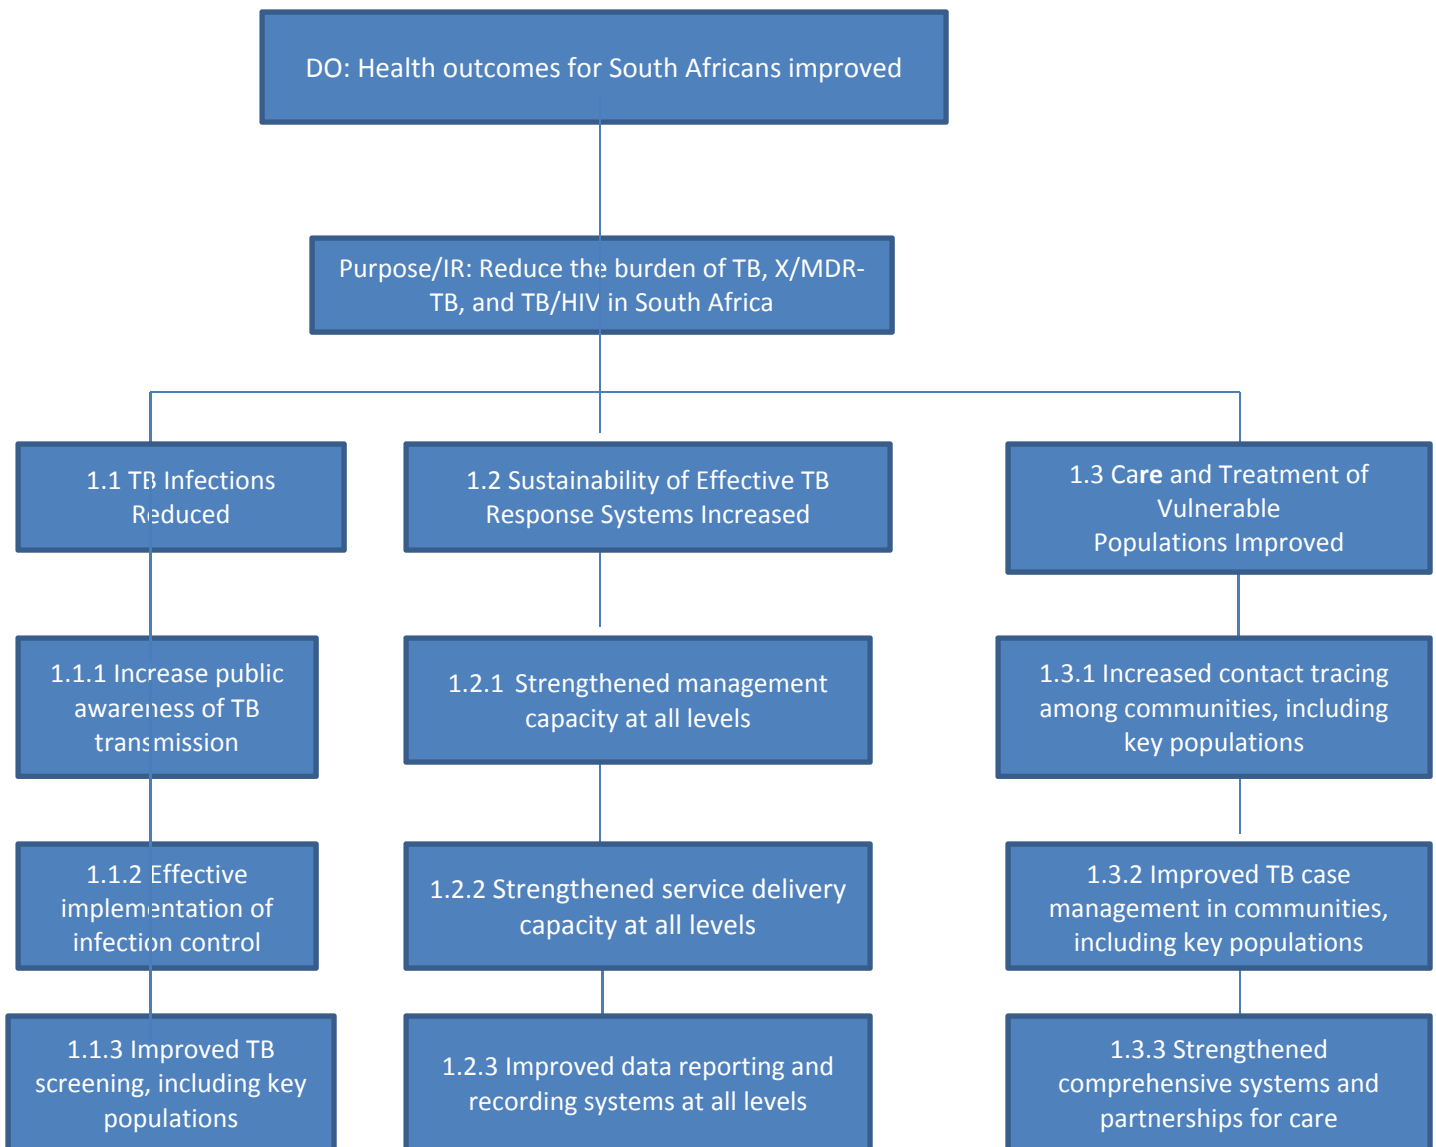 DO: Health outcomes for South Africans improved
Purpose/IR: Reduce the burden of TB, X/MDR-
TB, and TB/HIV in South Africa
1.1 TB Infections
Reduced
1.2 Sustainability of Effective TB
Response Systems Increased
1.3 Care and Treatment of
Vulnerable
Populations Improved
1.1.1 Increase public
awareness of TB
transmission
1.2.1 Strengthened management
capacity at all levels
1.3.1 Increased contact tracing
among communities, including
key populations
1.1.2 Effective
implementation of
infection control
1.2.2 Strengthened service delivery
capacity at all levels
1.3.2 Improved TB case
management in communities,
including key populations
1.1.3 Improved TB
screening, including key
populations
1.2.3 Improved data reporting and
recording systems at all levels
1.3.3 Strengthened
comprehensive systems and
partnerships for care